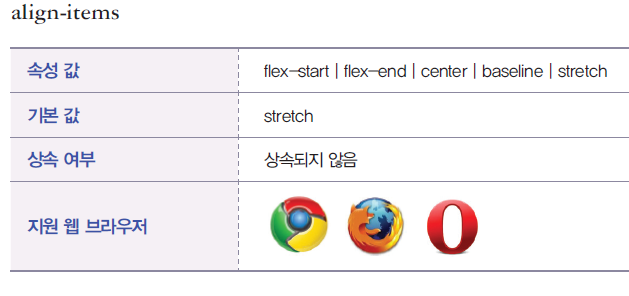 align-items
속성 값 flex-start | flex-end | center | baseline | stretch
기본 값 stretch
상속 여부 상속되지 않음
지원 웹 브라우저